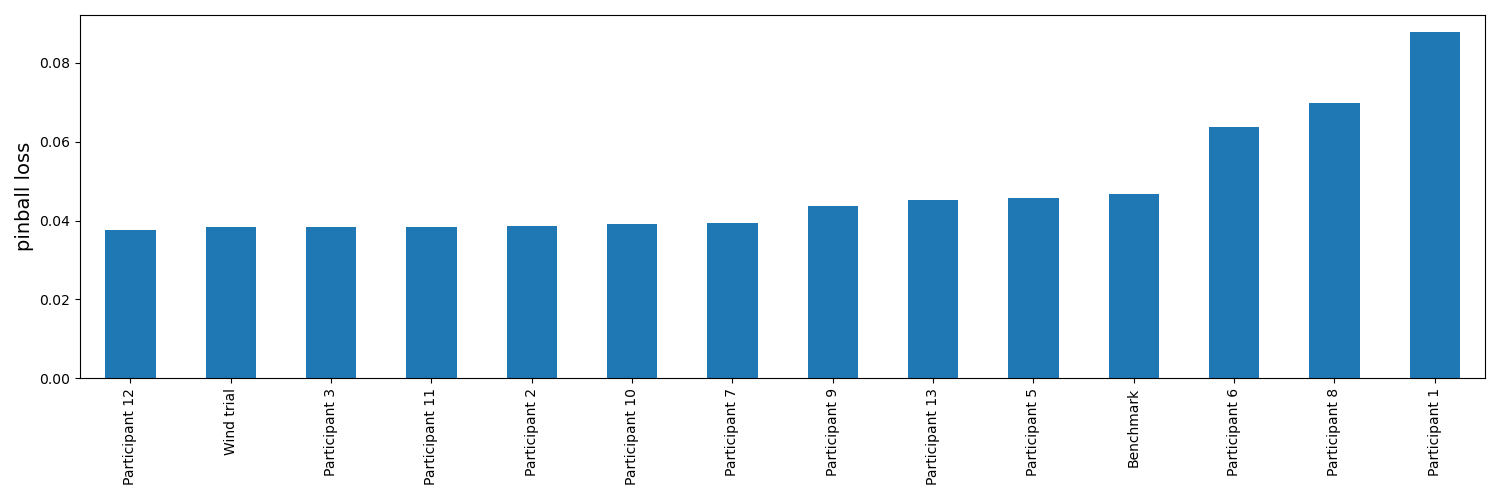 pinball loss
0.08
0.06
0.04
0.02
0.00
Participant 12
Wind trial
Participant 3
Participant 11
Participant 2
Participant 10
Participant 7
Participant 9
Participant 13
Participant 5
Benchmark
Participant 6
Participant 8
Participant 1